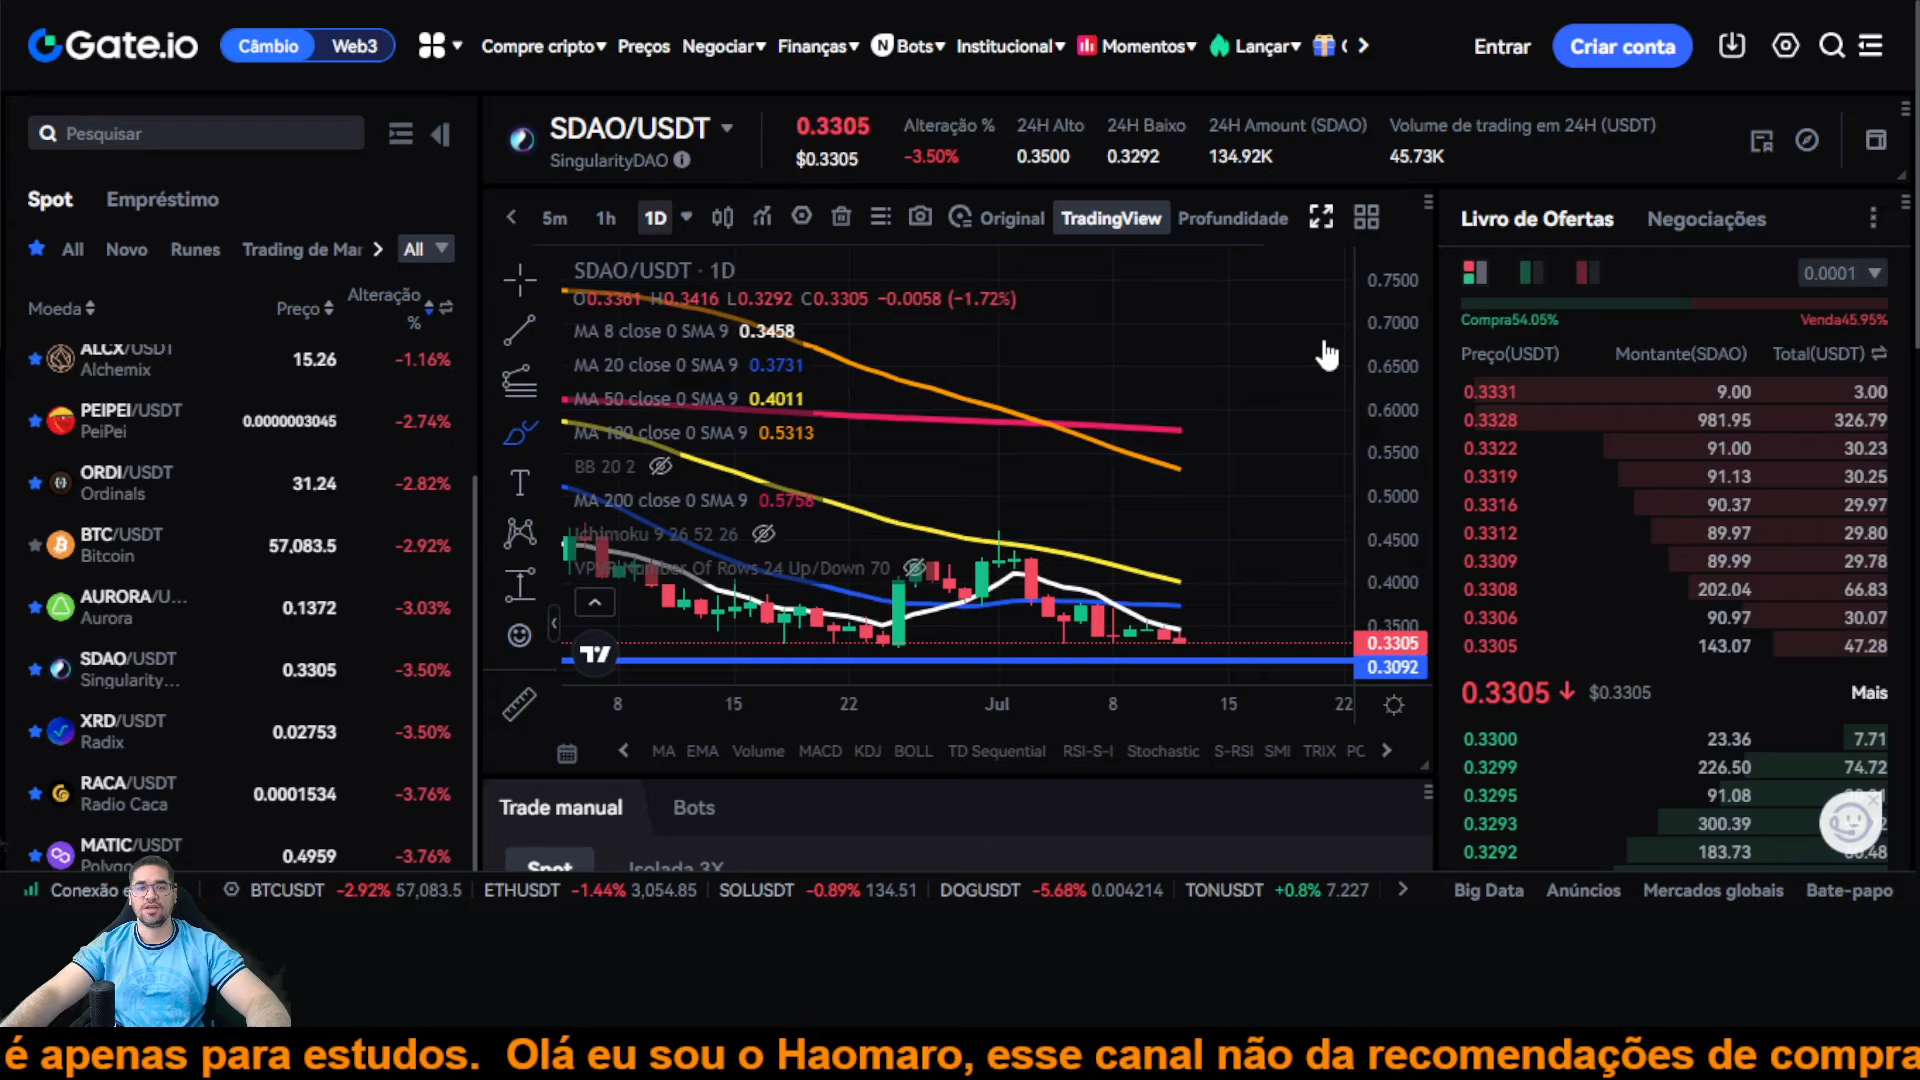 Gate.io
Câmbio Web3
Compre cripto Preços Negociar Finanças Bots Institucional Momentos Lançar
Entrar Criar conta
Pesquisar
Spot Empréstimo
All Novo Runes Trading de Mar All
Moeda Preço Alteração %
ALCX/USDT 15.26 -1.16%
Alchemix
PEIPEI/USDT 0.0000003045 -2.74%
PeiPei
ORDI/USDT 31.24 -2.82%
Ordinals
BTC/USDT 57,083.5 -2.92%
Bitcoin
AURORA/U... 0.1372 -3.03%
Aurora
SDAO/USDT 0.3305 -3.50%
Singularity...
XRD/USDT 0.02753 -3.50%
Radix
RACA/USDT 0.0001534 -3.76%
Radio Caca
MATIC/USDT 0.4959 -3.76%
SDAO/USDT
SingularityDAO
0.3305
$0.3305
Alteração % 24H Alto 24H Baixo 24H Amount (SDAO) Volume de trading em 24H (USDT)
-3.50% 0.3500 0.3292 134.92K 45.73K
5m 1h 1D Original TradingView Profundidade
SDAO/USDT · 1D
O0.3361 H0.3416 L0.3292 C0.3305 −0.0058 (−1.72%)
MA 8 close 0 SMA 9 0.3458
MA 20 close 0 SMA 9 0.3731
MA 50 close 0 SMA 9 0.4011
MA 100 close 0 SMA 9 0.5313
BB 20 2
MA 200 close 0 SMA 9 0.5758
Ichimoku 9 26 52 26
VPVR Number Of Rows 24 Up/Down 70
0.7500
0.7000
0.6500
0.6000
0.5500
0.5000
0.4500
0.4000
0.3500
0.3305
0.3092
8 15 22 Jul 8 15 22
MA EMA Volume MACD KDJ BOLL TD Sequential RSI-S-I Stochastic S-RSI SMI TRIX PC
Trade manual Bots
Spot Isolada 3X
Livro de Ofertas Negociações
0.0001
Compra54.05% Venda45.95%
Preço(USDT) Montante(SDAO) Total(USDT)
0.3331 9.00 3.00
0.3328 981.95 326.79
0.3322 91.00 30.23
0.3319 91.13 30.25
0.3316 90.37 29.97
0.3312 89.97 29.80
0.3309 89.99 29.78
0.3308 202.04 66.83
0.3306 90.97 30.07
0.3305 143.07 47.28
0.3305 $0.3305 Mais
0.3300 23.36 7.71
0.3299 226.50 74.72
0.3295 91.08
0.3293 300.39
0.3292 183.73
BTCUSDT -2.92% 57,083.5 ETHUSDT -1.44% 3,054.85 SOLUSDT -0.89% 134.51 DOGUSDT -5.68% 0.004214 TONUSDT +0.8% 7.227
Conexão
Big Data Anúncios Mercados globais Bate-papo
é apenas para estudos. Olá eu sou o Haomaro, esse canal não da recomendações de compra